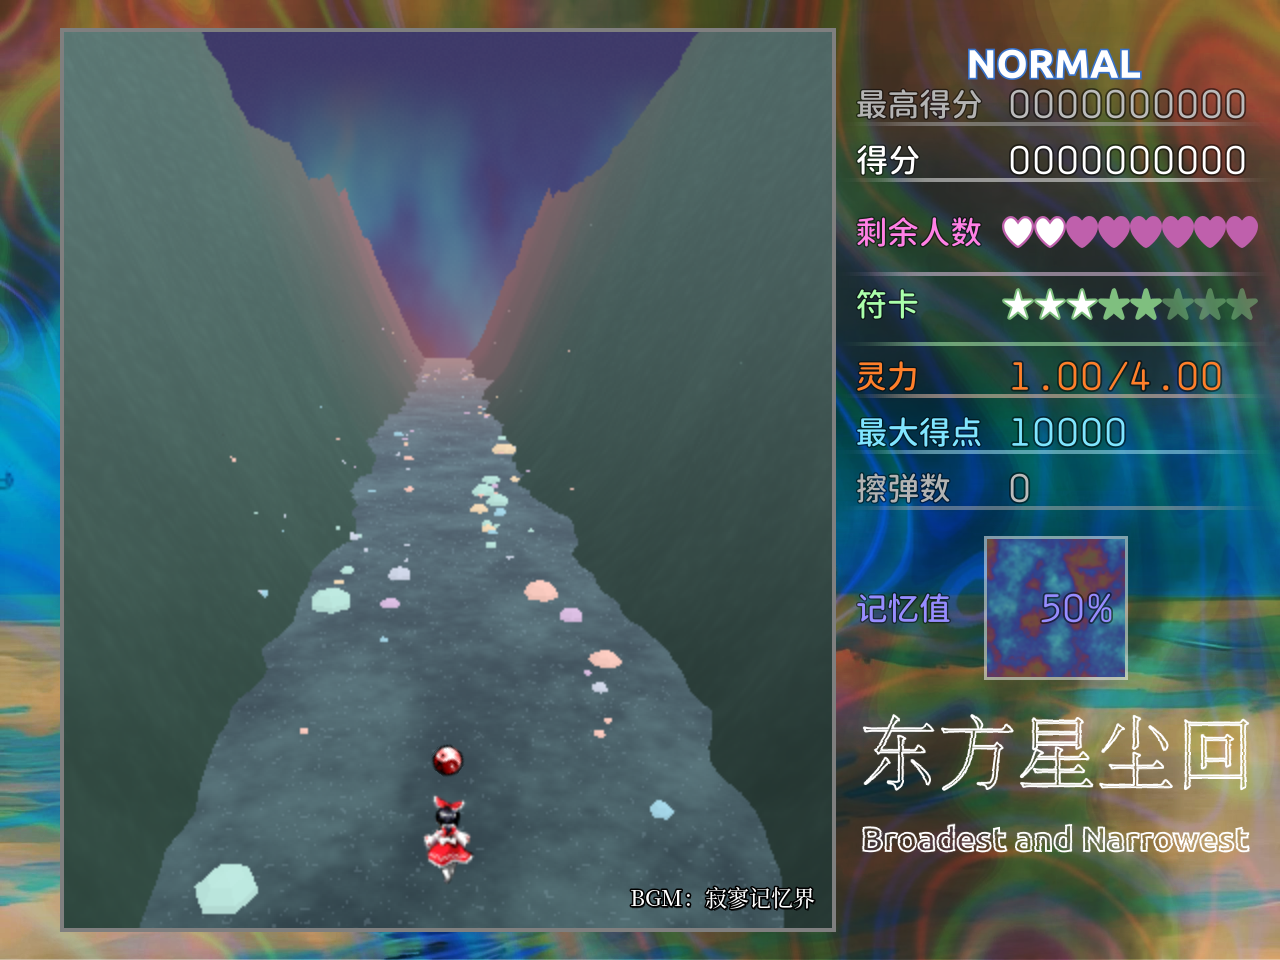 NORMAL
最高得分 0000000000
得分 0000000000
剩余人数
符卡
灵力 1.00/4.00
最大得点 10000
擦弹数 0
记忆值 50%
东方星尘回
Broadest and Narrowest
BGM：寂寥记忆界